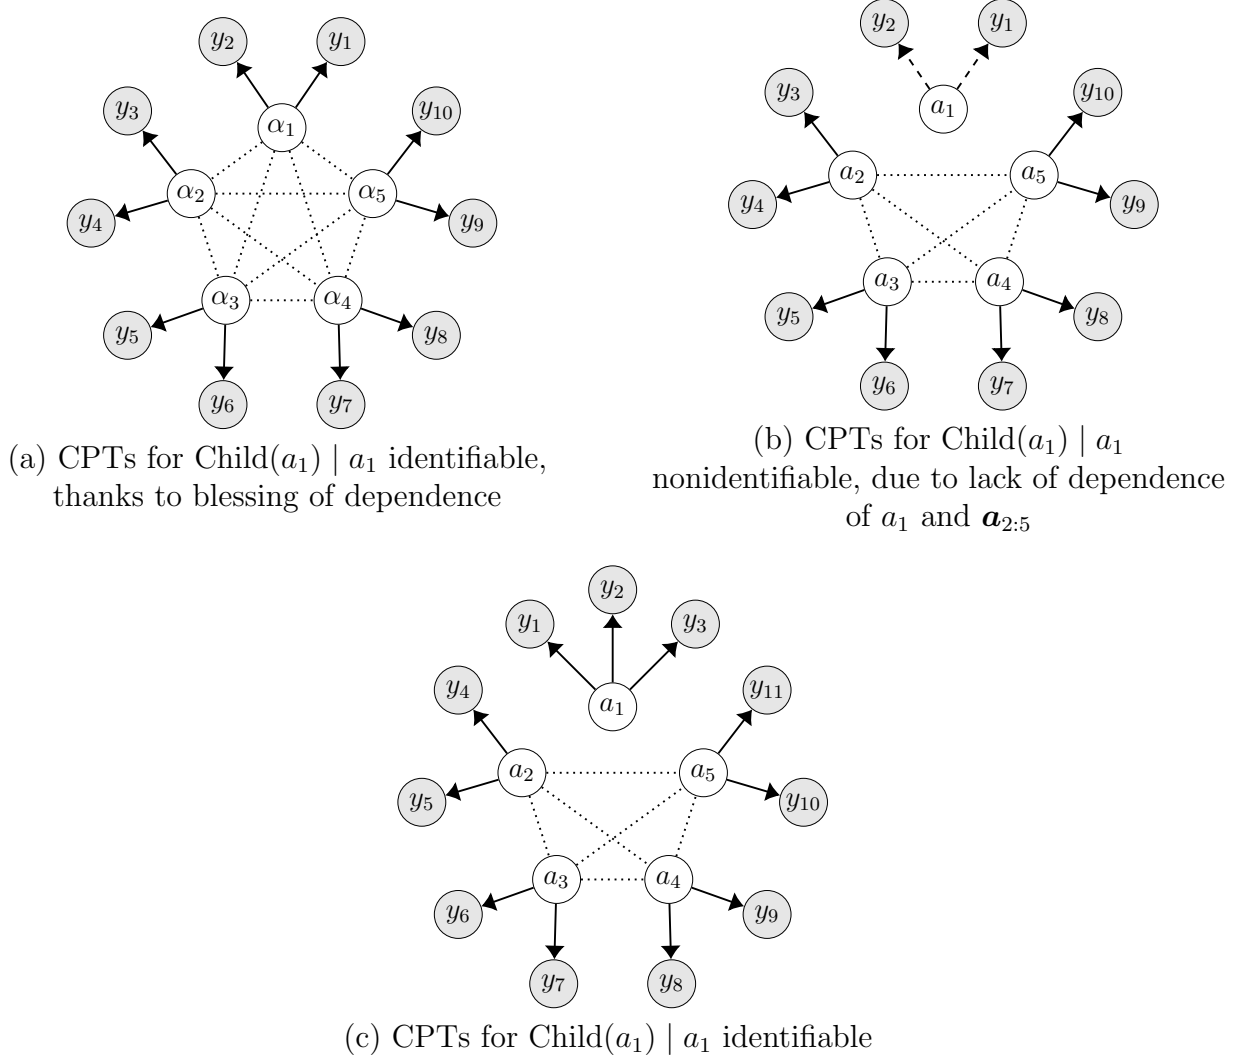 y₂ y₁
y₃ α₁ y₁₀
α₂ α₅
y₄ y₉
α₃ α₄
y₅ y₈
y₆ y₇
(a) CPTs for Child(a₁) | a₁ identifiable,
thanks to blessing of dependence
y₂ y₁
y₃ a₁ y₁₀
a₂ a₅
y₄ y₉
a₃ a₄
y₅ y₈
y₆ y₇
(b) CPTs for Child(a₁) | a₁
nonidentifiable, due to lack of dependence
of a₁ and 𝒂₂:₅
y₂
y₁ y₃
y₄ a₁ y₁₁
a₂ a₅
y₅ y₁₀
a₃ a₄
y₆ y₉
y₇ y₈
(c) CPTs for Child(a₁) | a₁ identifiable